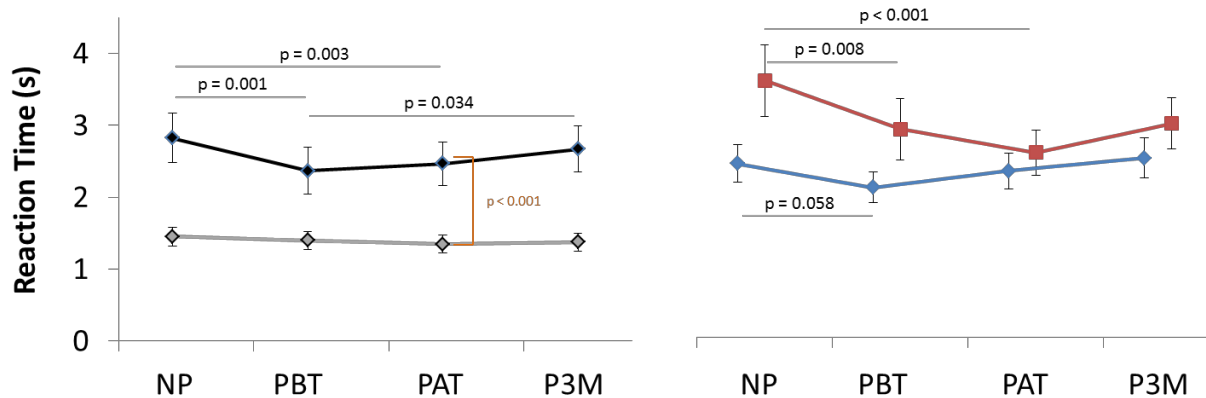 Reaction Time (s)
4
3
2
1
0
p = 0.003
p = 0.001
p = 0.034
p < 0.001
NP PBT PAT P3M
p < 0.001
p = 0.008
p = 0.058
NP PBT PAT P3M